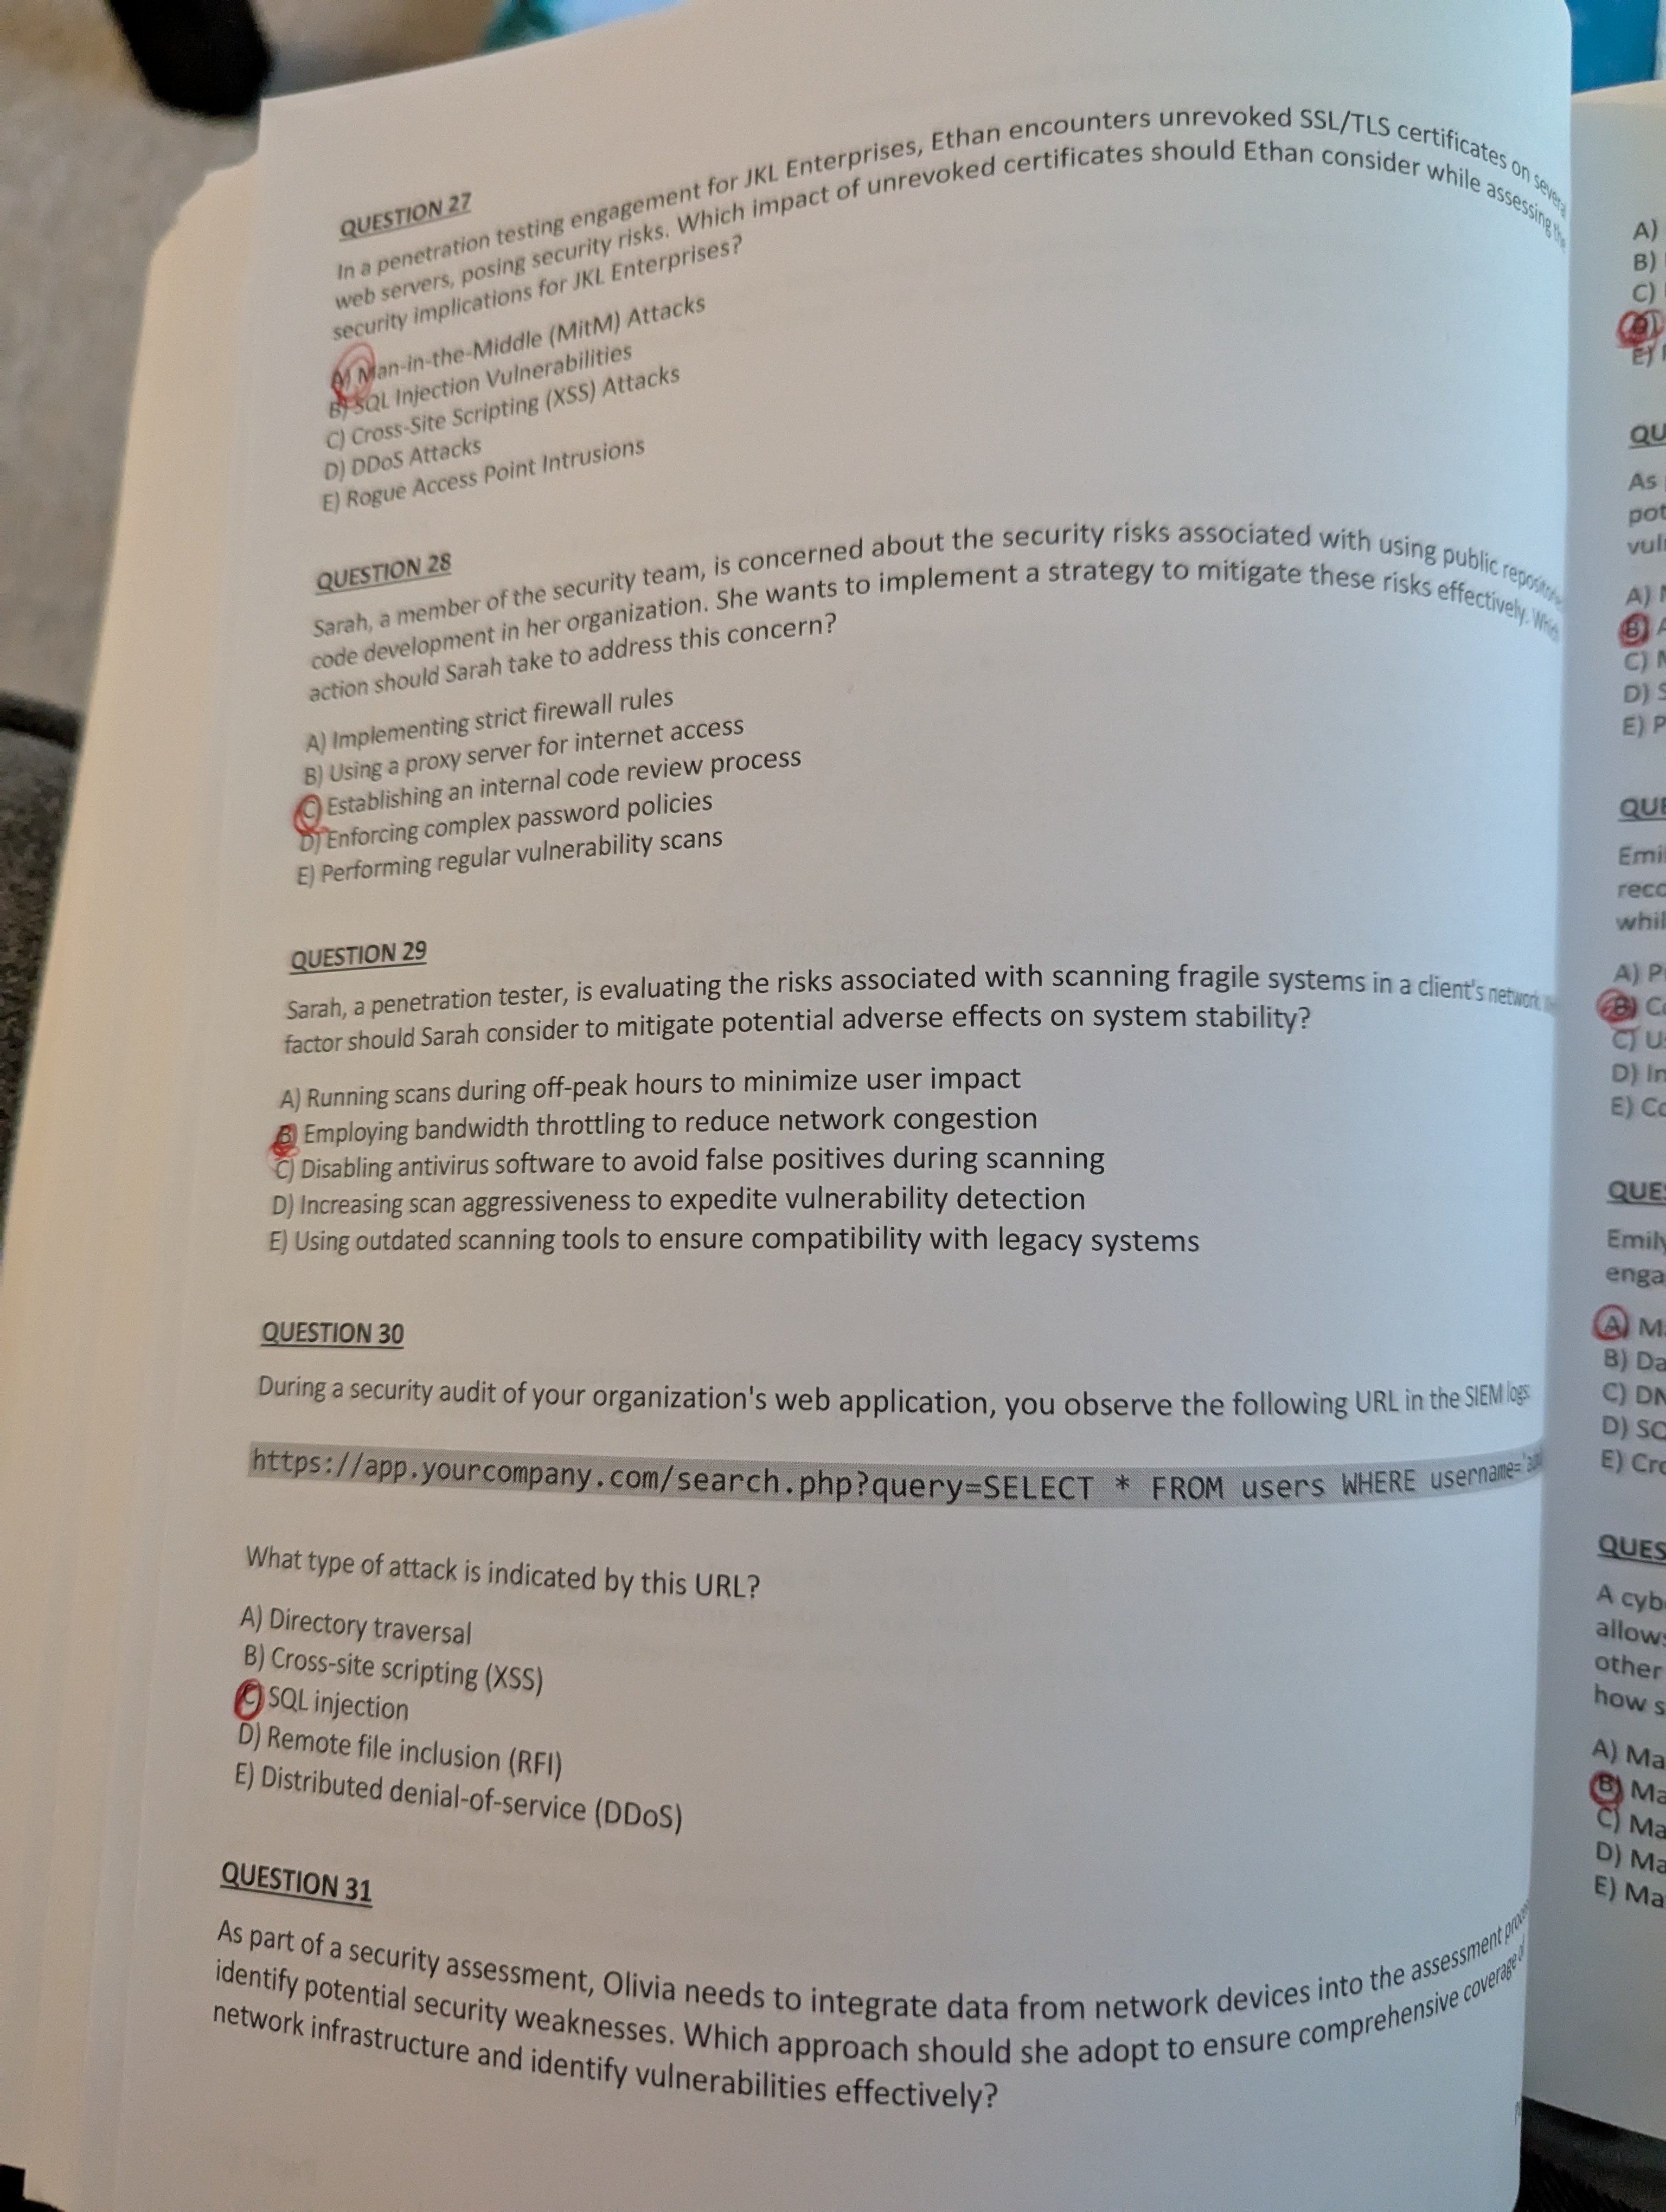 QUESTION 27
In a penetration testing engagement for JKL Enterprises, Ethan encounters unrevoked SSL/TLS certificates on several
web servers, posing security risks. Which impact of unrevoked certificates should Ethan consider while assessing the
security implications for JKL Enterprises?
A) Man-in-the-Middle (MitM) Attacks
B) SQL Injection Vulnerabilities
C) Cross-Site Scripting (XSS) Attacks
D) DDoS Attacks
E) Rogue Access Point Intrusions
QUESTION 28
Sarah, a member of the security team, is concerned about the security risks associated with using public
code development in her organization. She wants to implement a strategy to mitigate these risks effectively. Which
action should Sarah take to address this concern?
A) Implementing strict firewall rules
B) Using a proxy server for internet access
C) Establishing an internal code review process
D) Enforcing complex password policies
E) Performing regular vulnerability scans
QUESTION 29
Sarah, a penetration tester, is evaluating the risks associated with scanning fragile systems in a client's network.
factor should Sarah consider to mitigate potential adverse effects on system stability?
A) Running scans during off-peak hours to minimize user impact
B) Employing bandwidth throttling to reduce network congestion
C) Disabling antivirus software to avoid false positives during scanning
D) Increasing scan aggressiveness to expedite vulnerability detection
E) Using outdated scanning tools to ensure compatibility with legacy systems
QUESTION 30
During a security audit of your organization's web application, you observe the following URL in the SIEM logs:
https://app.yourcompany.com/search.php?query=SELECT * FROM users WHERE username=
What type of attack is indicated by this URL?
A) Directory traversal
B) Cross-site scripting (XSS)
C) SQL injection
D) Remote file inclusion (RFI)
E) Distributed denial-of-service (DDoS)
QUESTION 31
As part of a security assessment, Olivia needs to integrate data from network devices into the assessment
identify potential security weaknesses. Which approach should she adopt to ensure comprehensive coverage of
network infrastructure and identify vulnerabilities effectively?
A)
B)
C)
D)
E)
QU
As
pot
vul
A)
B) A
C)
D) S
E) P
QUE
Emil
reco
whil
A) P
B) Co
C) U
D) In
E) Co
QUES
Emily
enga
A) M
B) Da
C) DN
D) SQ
E) Cro
QUES
A cyb
allows
other
how s
A) Ma
B) Ma
C) Ma
D) Ma
E) Ma